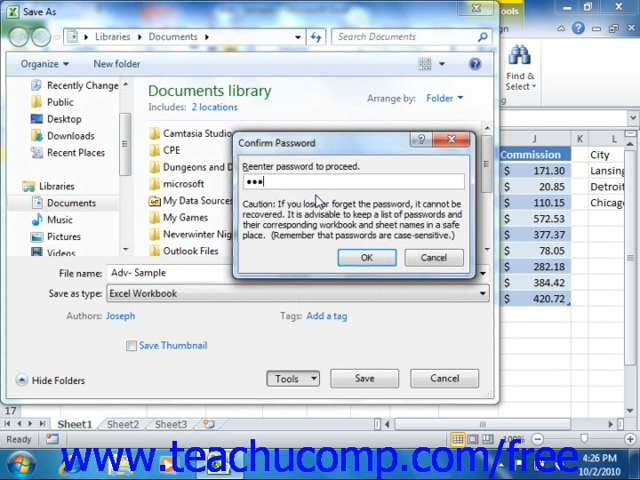 Save As
ools
gn
Libraries
Documents
Search Documents
Organize
New folder
Find &
Select
Recently Change
Public
Desktop
Downloads
Recent Places
Libraries
Documents
Music
Pictures
Videos
Documents library
Includes: 2 locations
Arrange by: Folder
Camtasia Studio
CPE
Dungeons and D
microsoft
My Data Sources
My Games
Neverwinter Nig
Outlook Files
Confirm Password
Reenter password to proceed.
Caution: If you lose or forget the password, it cannot be
recovered. It is advisable to keep a list of passwords and
their corresponding workbook and sheet names in a safe
place. (Remember that passwords are case-sensitive.)
OK
Cancel
J K L
Commission City
$ 171.30 Lansing
$ 20.85 Detroit
$ 110.15 Chicago
$ 572.53
$ 377.37
$ 78.05
$ 282.18
$ 384.42
$ 420.72
File name: Adv- Sample
Save as type: Excel Workbook
Authors: Joseph
Tags: Add a tag
Save Thumbnail
Hide Folders
Tools
Save
Cancel
17
Sheet1 Sheet2 Sheet3
Ready
100%
www.teachucomp.com/free
4:26 PM
10/2/2010